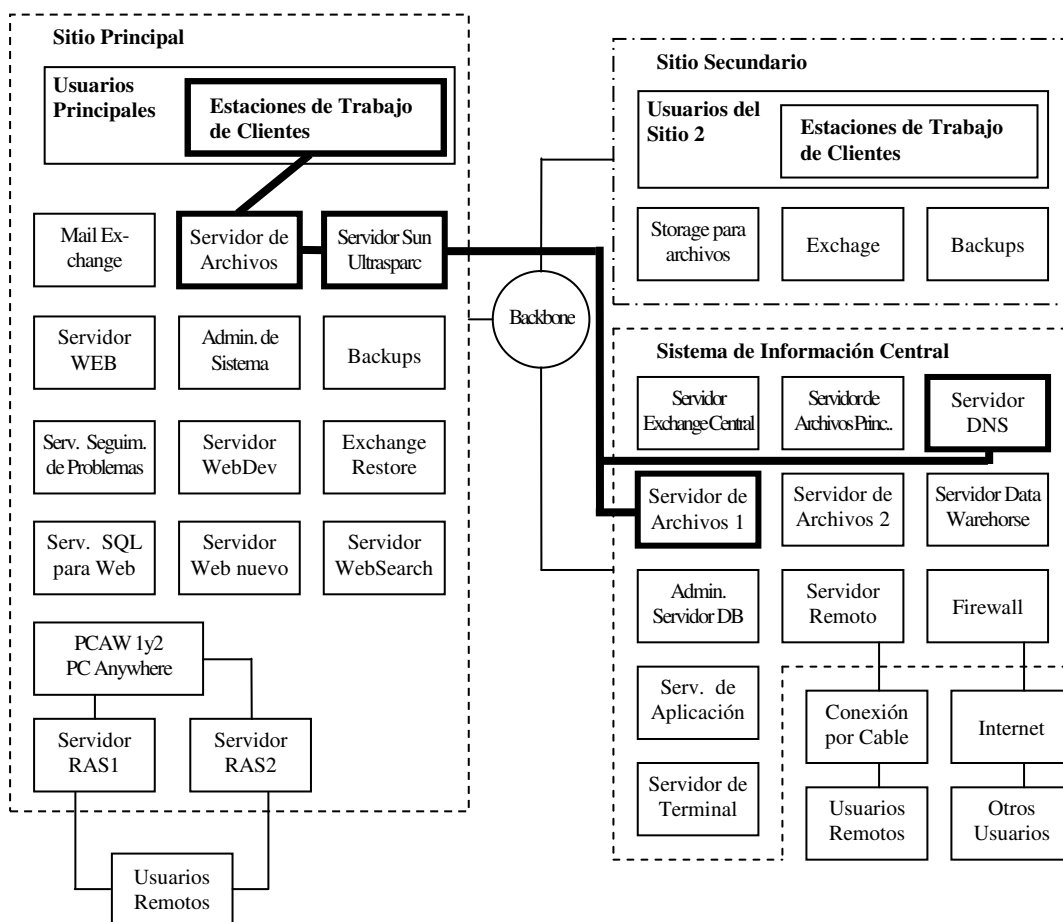 Sitio Principal
Usuarios
Principales
Estaciones de Trabajo
de Clientes
Mail Ex-
change
Servidor de
Archivos
Servidor Sun
Ultrasparc
Servidor
WEB
Admin. de
Sistema
Backups
Serv. Seguim.
de Problemas
Servidor
WebDev
Exchange
Restore
Serv. SQL
para Web
Servidor
Web nuevo
Servidor
WebSearch
PCAW 1y2
PC Anywhere
Servidor
RAS1
Servidor
RAS2
Usuarios
Remotos
Backbone
Sitio Secundario
Usuarios del
Sitio 2
Estaciones de Trabajo
de Clientes
Storage para
archivos
Exchage
Backups
Sistema de Información Central
Servidor
Exchange Central
Servidor de
Archivos Princ..
Servidor
DNS
Servidor de
Archivos 1
Servidor de
Archivos 2
Servidor Data
Warehorse
Admin.
Servidor DB
Servidor
Remoto
Firewall
Serv. de
Aplicación
Conexión
por Cable
Internet
Servidor de
Terminal
Usuarios
Remotos
Otros
Usuarios